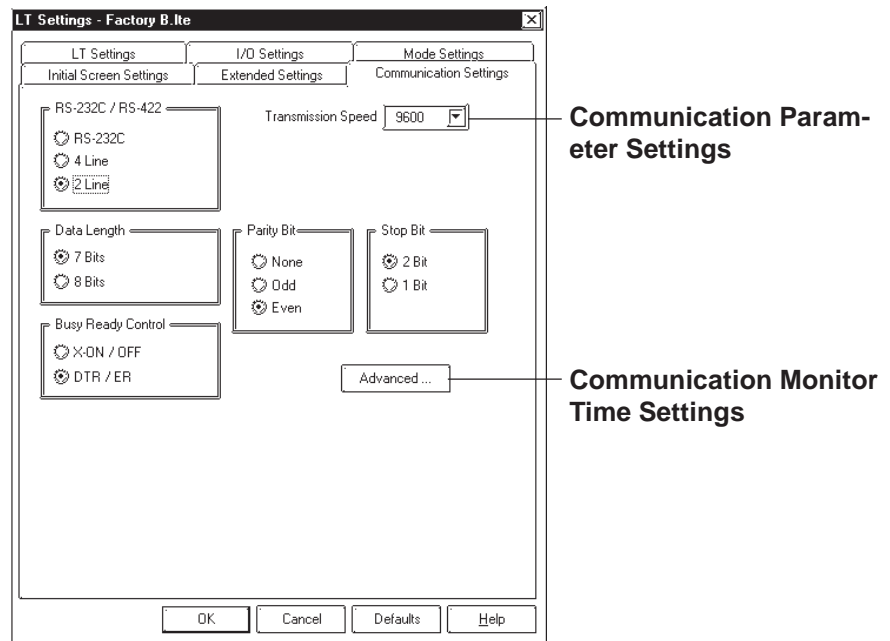 LT Settings - Factory B.lte
LT Settings
I/O Settings
Mode Settings
Initial Screen Settings
Extended Settings
Communication Settings
RS-232C / RS-422
RS-232C
4 Line
2 Line
Transmission Speed
9600
Communication Param-
eter Settings
Data Length
7 Bits
8 Bits
Parity Bit
None
Odd
Even
Stop Bit
2 Bit
1 Bit
Busy Ready Control
X-ON / OFF
DTR / ER
Advanced ...
Communication Monitor
Time Settings
OK
Cancel
Defaults
Help